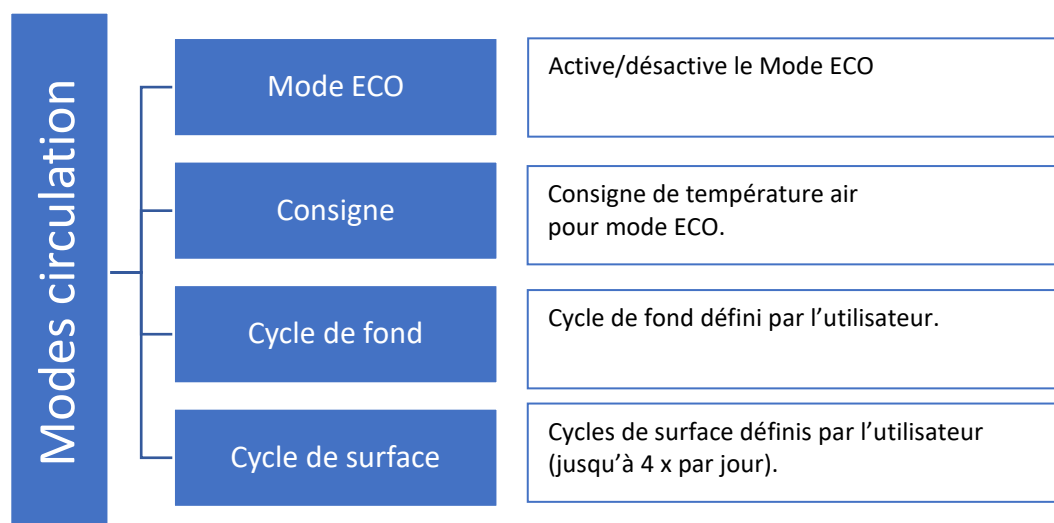 Modes circulation
Mode ECO
Active/désactive le Mode ECO
Consigne
Consigne de température air
pour mode ECO.
Cycle de fond
Cycle de fond défini par l’utilisateur.
Cycle de surface
Cycles de surface définis par l’utilisateur
(jusqu’à 4 x par jour).